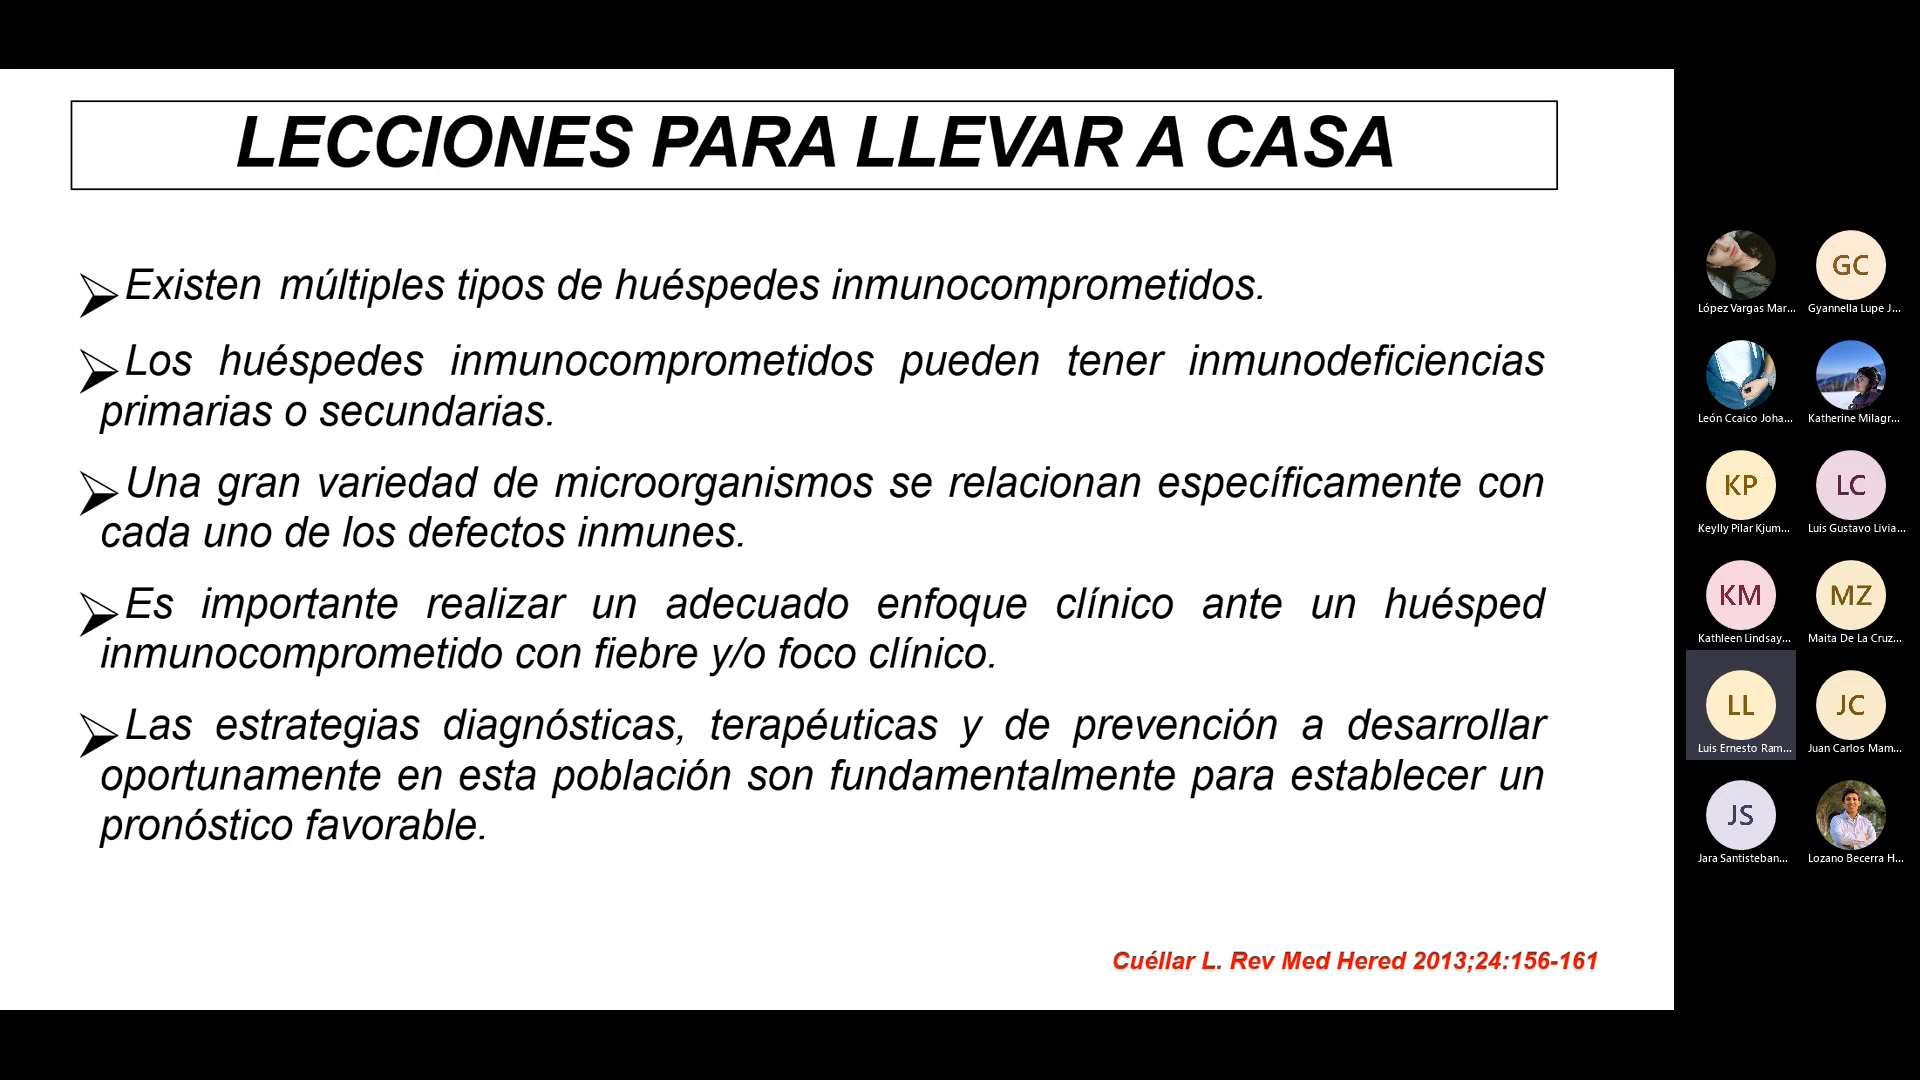 LECCIONES PARA LLEVAR A CASA
Existen múltiples tipos de huéspedes inmunocomprometidos.
Los huéspedes inmunocomprometidos pueden tener inmunodeficiencias
primarias o secundarias.
Una gran variedad de microorganismos se relacionan específicamente con
cada uno de los defectos inmunes.
Es importante realizar un adecuado enfoque clínico ante un huésped
inmunocomprometido con fiebre y/o foco clínico.
Las estrategias diagnósticas, terapéuticas y de prevención a desarrollar
oportunamente en esta población son fundamentalmente para establecer un
pronóstico favorable.
Cuéllar L. Rev Med Hered 2013;24:156-161
López Vargas Mar...
GC
Gyannella Lupe J...
León Ccaico Joha...
Katherine Milagr...
KP
Keylly Pilar Kjum...
LC
Luis Gustavo Livia...
KM
Kathleen Lindsay...
MZ
Maita De La Cruz...
LL
Luis Ernesto Ram...
JC
Juan Carlos Mam...
JS
Jara Santisteban...
Lozano Becerra H...